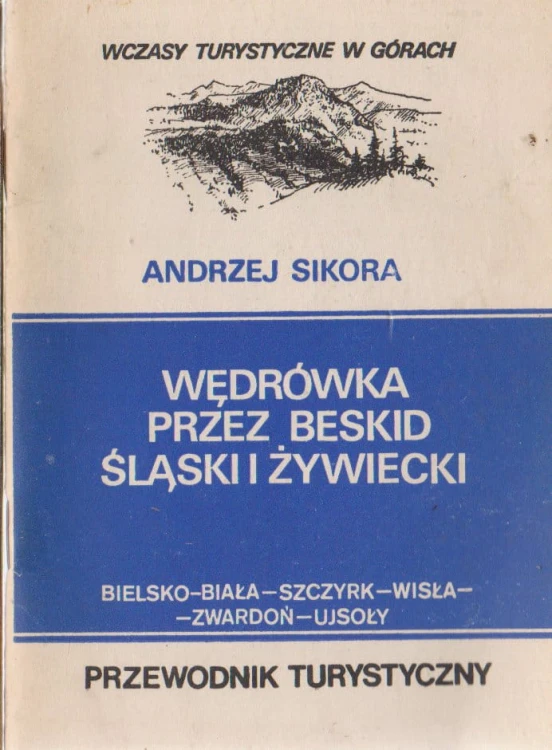 WCZASY TURYSTYCZNE W GÓRACH
ANDRZEJ SIKORA
WĘDRÓWKA
PRZEZ BESKID
ŚLĄSKI I ŻYWIECKI
BIELSKO–BIAŁA—SZCZYRK—WISŁA—
—ZWARDOŃ—UJSOŁY
PRZEWODNIK TURYSTYCZNY